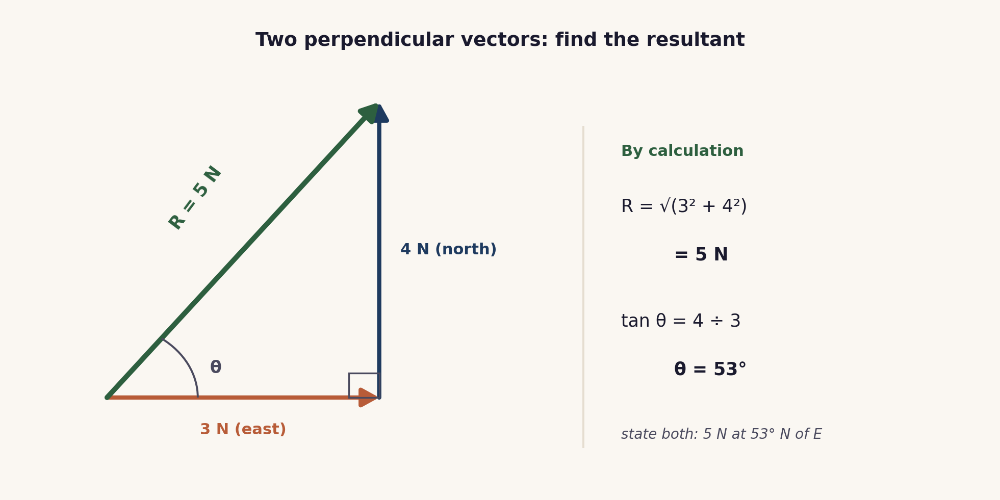 Two perpendicular vectors: find the resultant
R = 5 N
4 N (north)
θ
3 N (east)
By calculation
R = √(3² + 4²)
= 5 N
tan θ = 4 ÷ 3
θ = 53°
state both: 5 N at 53° N of E